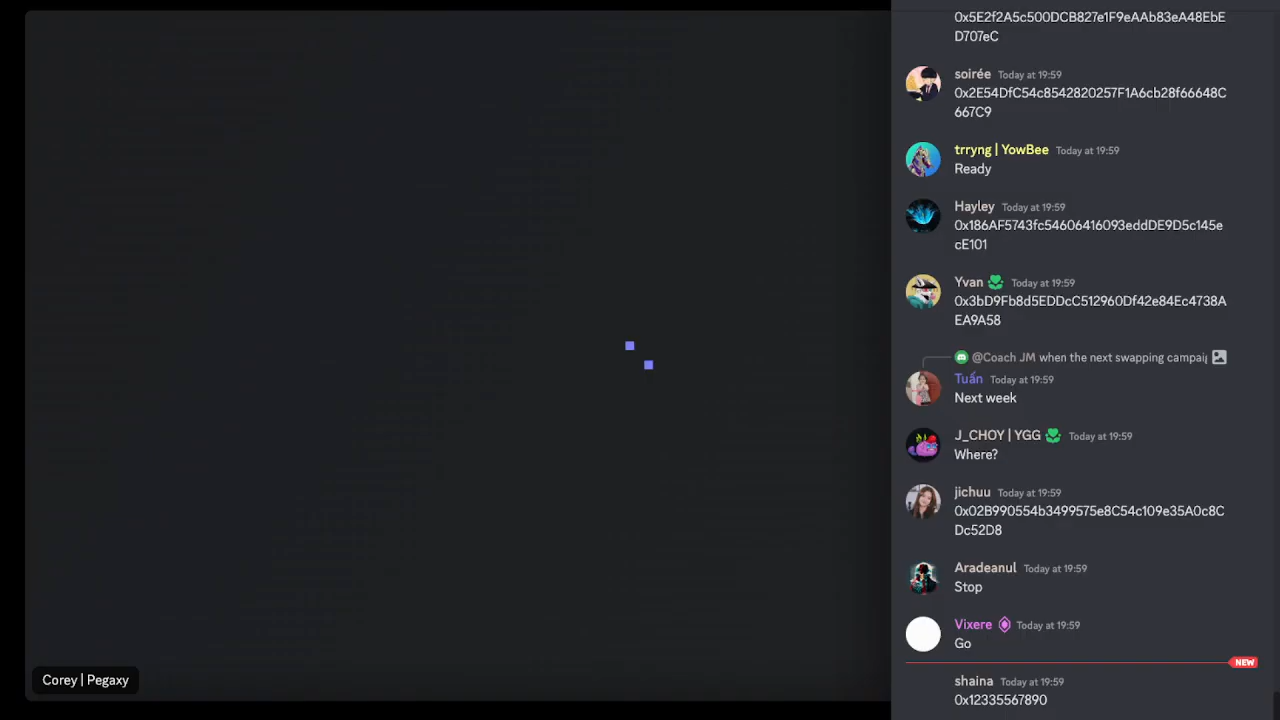 0x5E2f2A5c500DCB827e1F9eAAb83eA48EbE
D707eC
soirée Today at 19:59
0x2E54DfC54c8542820257F1A6cb28f66648C
667C9
trryng | YowBee Today at 19:59
Ready
Hayley Today at 19:59
0x186AF5743fc54606416093eddDE9D5c145e
cE101
Yvan Today at 19:59
0x3bD9Fb8d5EDDcC512960Df42e84Ec4738A
EA9A58
@Coach JM when the next swapping campaig
Tuấn Today at 19:59
Next week
J_CHOY | YGG Today at 19:59
Where?
jichuu Today at 19:59
0x02B990554b3499575e8C54c109e35A0c8C
Dc52D8
Aradeanul Today at 19:59
Stop
Vixere Today at 19:59
Go
NEW
shaina Today at 19:59
0x12335567890
Corey | Pegaxy